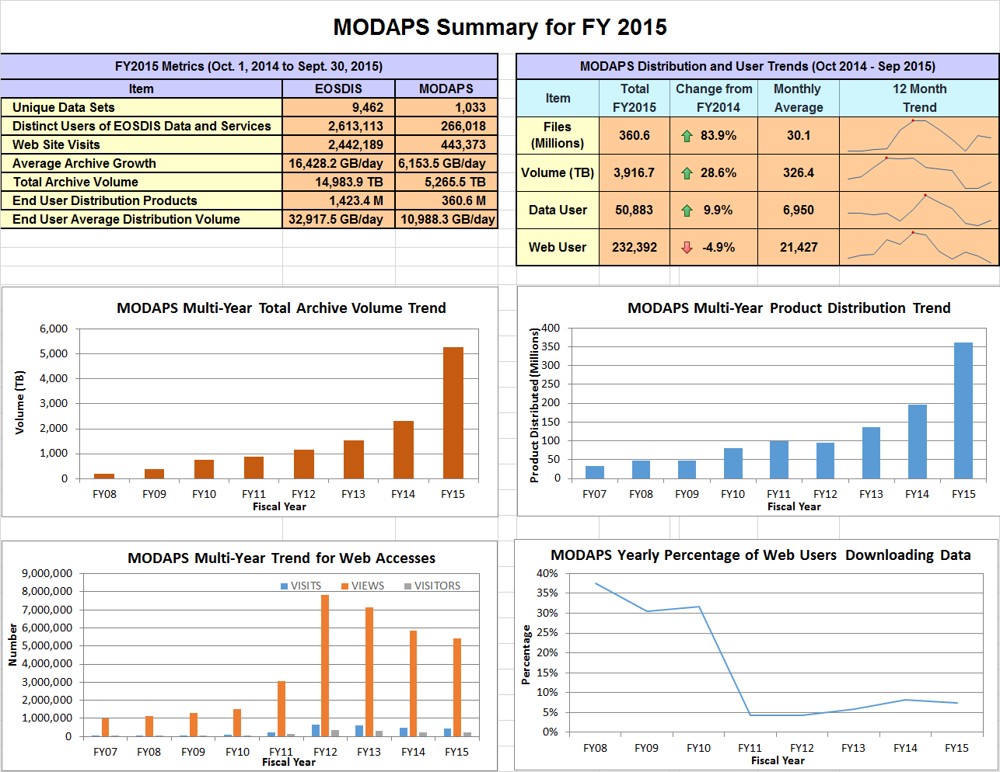 MODAPS Summary for FY 2015
FY2015 Metrics (Oct. 1, 2014 to Sept. 30, 2015)
Item EOSDIS MODAPS
Unique Data Sets 9,462 1,033
Distinct Users of EOSDIS Data and Services 2,613,113 266,018
Web Site Visits 2,442,189 443,373
Average Archive Growth 16,428.2 GB/day 6,153.5 GB/day
Total Archive Volume 14,983.9 TB 5,265.5 TB
End User Distribution Products 1,423.4 M 360.6 M
End User Average Distribution Volume 32,917.5 GB/day 10,988.3 GB/day
MODAPS Distribution and User Trends (Oct 2014 - Sep 2015)
Item Total FY2015 Change from FY2014 Monthly Average 12 Month Trend
Files (Millions) 360.6 83.9% 30.1
Volume (TB) 3,916.7 28.6% 326.4
Data User 50,883 9.9% 6,950
Web User 232,392 -4.9% 21,427
MODAPS Multi-Year Total Archive Volume Trend
Volume (TB)
6,000
5,000
4,000
3,000
2,000
1,000
0
FY08 FY09 FY10 FY11 FY12 FY13 FY14 FY15
Fiscal Year
MODAPS Multi-Year Product Distribution Trend
Product Distributed (Millions)
400
350
300
250
200
150
100
50
0
FY07 FY08 FY09 FY10 FY11 FY12 FY13 FY14 FY15
Fiscal Year
MODAPS Multi-Year Trend for Web Accesses
VISITS VIEWS VISITORS
Number
9,000,000
8,000,000
7,000,000
6,000,000
5,000,000
4,000,000
3,000,000
2,000,000
1,000,000
0
FY07 FY08 FY09 FY10 FY11 FY12 FY13 FY14 FY15
Fiscal Year
MODAPS Yearly Percentage of Web Users Downloading Data
Percentage
40%
35%
30%
25%
20%
15%
10%
5%
0%
FY08 FY09 FY10 FY11 FY12 FY13 FY14 FY15
Fiscal Year